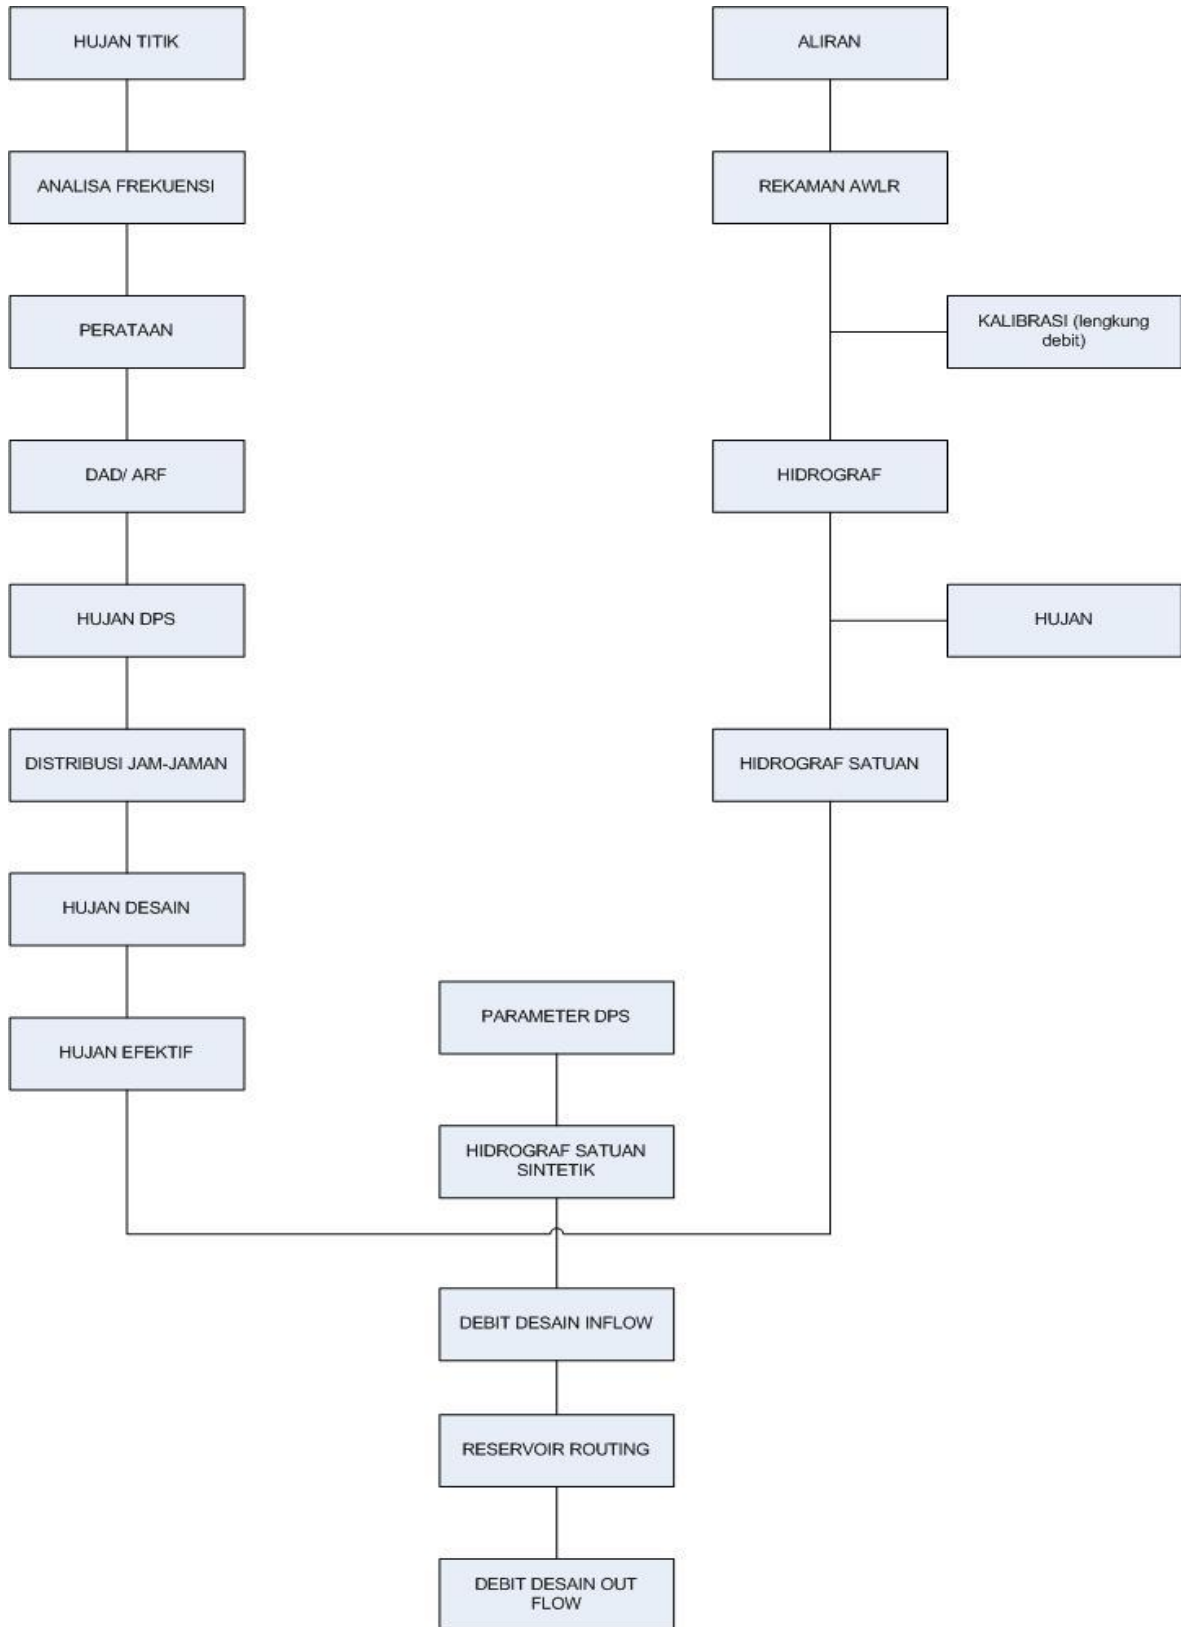 HUJAN TITIK
ANALISA FREKUENSI
PERATAAN
DAD/ ARF
HUJAN DPS
DISTRIBUSI JAM-JAMAN
HUJAN DESAIN
HUJAN EFEKTIF
ALIRAN
REKAMAN AWLR
KALIBRASI (lengkung
debit)
HIDROGRAF
HUJAN
HIDROGRAF SATUAN
PARAMETER DPS
HIDROGRAF SATUAN
SINTETIK
DEBIT DESAIN INFLOW
RESERVOIR ROUTING
DEBIT DESAIN OUT
FLOW